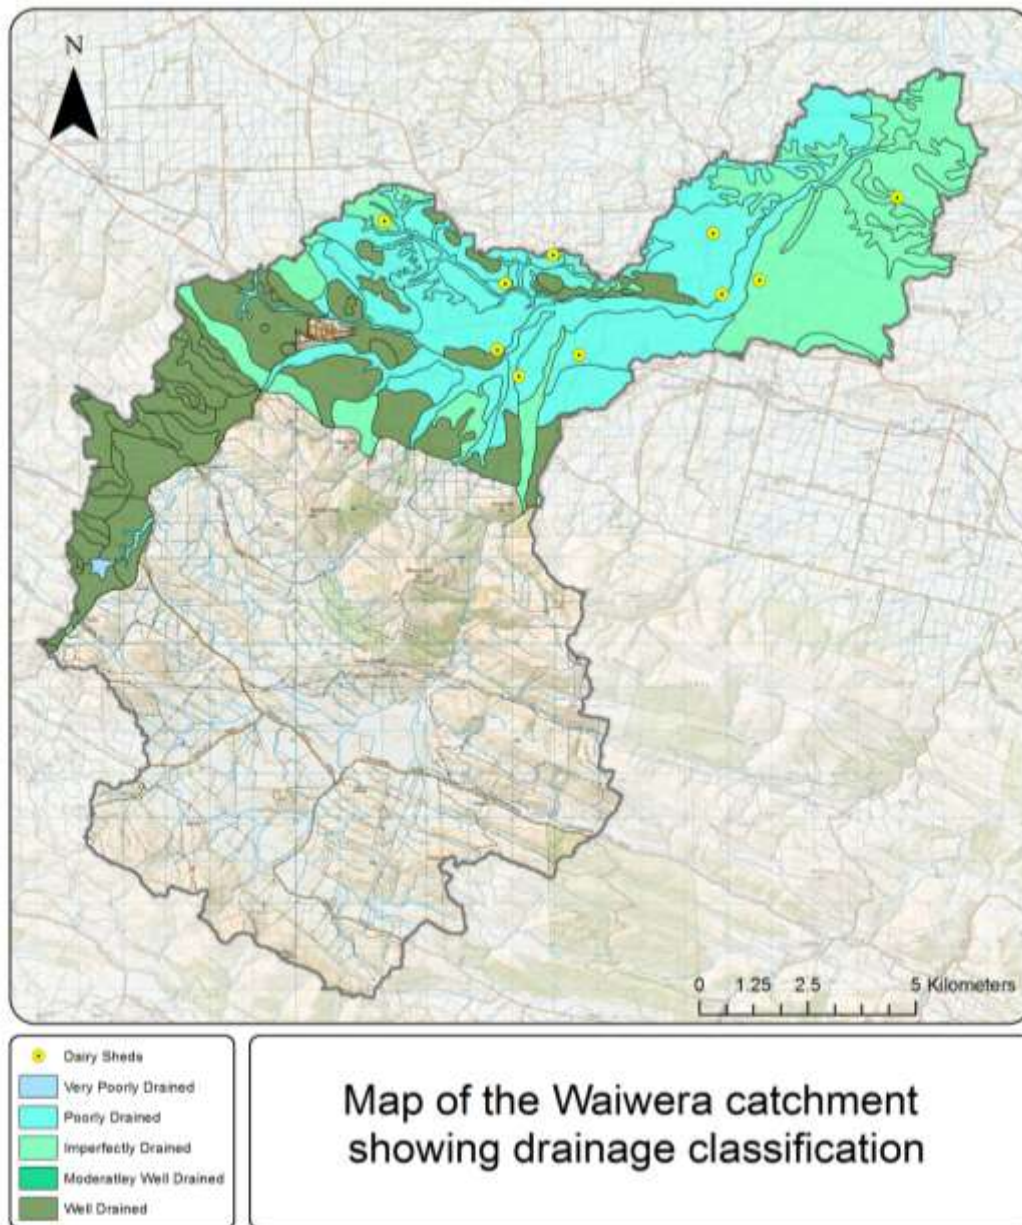 N
0 1.25 2.5 5 Kilometers
Dairy Sheds
Very Poorly Drained
Poorly Drained
Imperfectly Drained
Moderatley Well Drained
Well Drained
Map of the Waiwera catchment
showing drainage classification